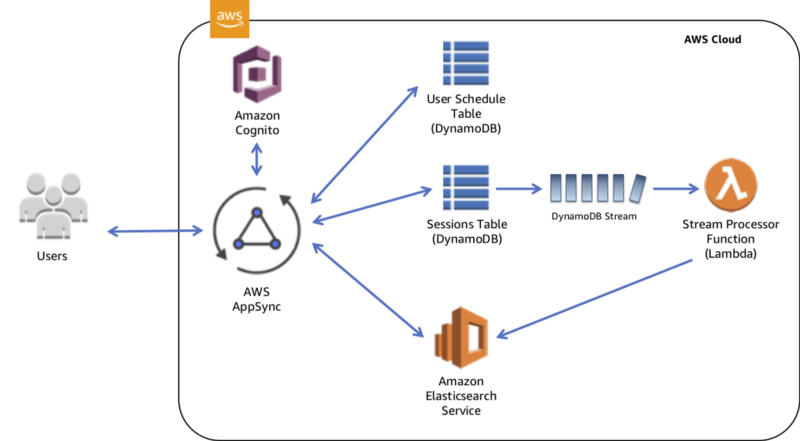 aws
AWS Cloud
Amazon
Cognito
User Schedule
Table
(DynamoDB)
Users
AWS
AppSync
Sessions Table
(DynamoDB)
DynamoDB Stream
Stream Processor
Function
(Lambda)
Amazon
Elasticsearch
Service